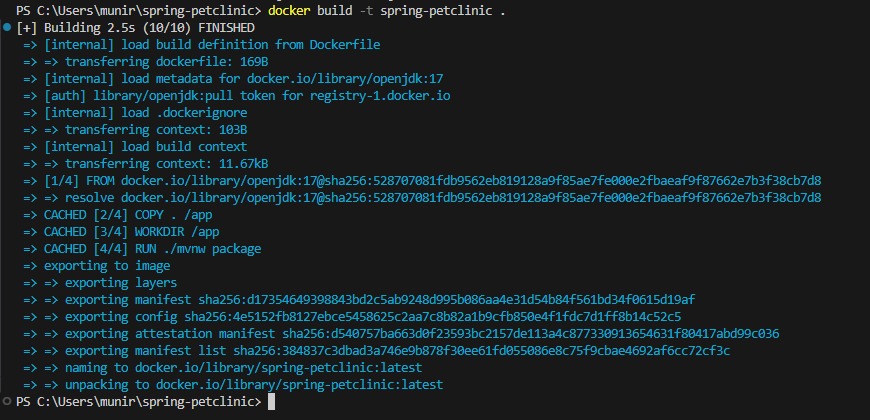 PS C:\Users\munir\spring-petclinic> docker build -t spring-petclinic .
[+] Building 2.5s (10/10) FINISHED
=> [internal] load build definition from Dockerfile
=> => transferring dockerfile: 169B
=> [internal] load metadata for docker.io/library/openjdk:17
=> [auth] library/openjdk:pull token for registry-1.docker.io
=> [internal] load .dockerignore
=> => transferring context: 103B
=> [internal] load build context
=> => transferring context: 11.67kB
=> [1/4] FROM docker.io/library/openjdk:17@sha256:528707081fdb9562eb819128a9f85ae7fe000e2fbaeaf9f87662e7b3f38cb7d8
=> => resolve docker.io/library/openjdk:17@sha256:528707081fdb9562eb819128a9f85ae7fe000e2fbaeaf9f87662e7b3f38cb7d8
=> CACHED [2/4] COPY . /app
=> CACHED [3/4] WORKDIR /app
=> CACHED [4/4] RUN ./mvnw package
=> exporting to image
=> => exporting layers
=> => exporting manifest sha256:d17354649398843bd2c5ab9248d995b086aa4e31d54b84f561bd34f0615d19af
=> => exporting config sha256:4e5152fb8127ebce5458625c2aa7c8b82a1b9cfb850e4f1fdc7d1ff8b14c52c5
=> => exporting attestation manifest sha256:d540757ba663d0f23593bc2157de113a4c877330913654631f80417abd99c036
=> => exporting manifest list sha256:384837c3dbad3a746e9b878f30ee61fd055086e8c75f9cbae4692af6cc72cf3c
=> => naming to docker.io/library/spring-petclinic:latest
=> => unpacking to docker.io/library/spring-petclinic:latest
PS C:\Users\munir\spring-petclinic>